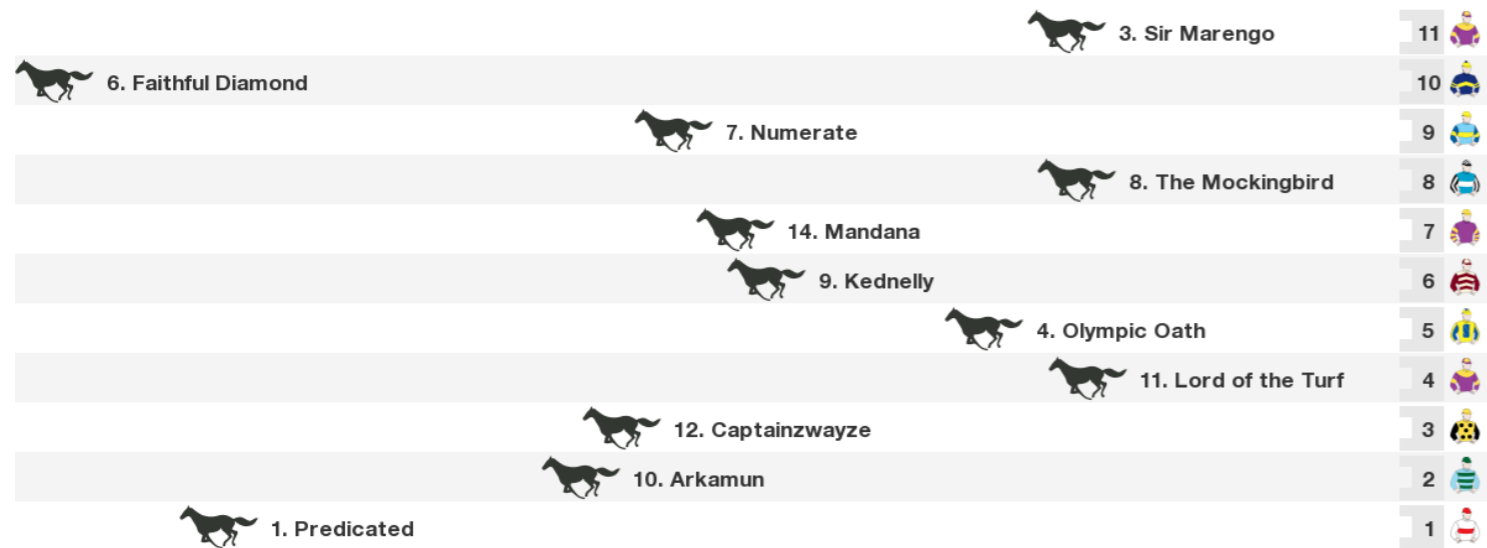 3. Sir Marengo 11
6. Faithful Diamond 10
7. Numerate 9
8. The Mockingbird 8
14. Mandana 7
9. Kednelly 6
4. Olympic Oath 5
11. Lord of the Turf 4
12. Captainzwayze 3
10. Arkamun 2
1. Predicated 1